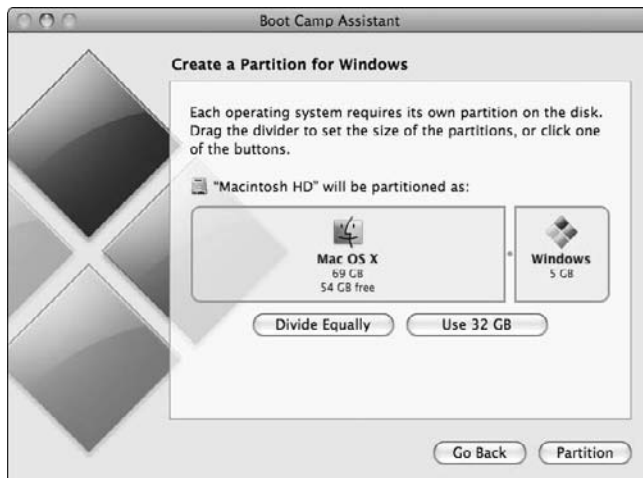 Boot Camp Assistant
Create a Partition for Windows
Each operating system requires its own partition on the disk.
Drag the divider to set the size of the partitions, or click one
of the buttons.
"Macintosh HD" will be partitioned as:
Mac OS X
69 GB
54 GB free
Windows
5 GB
Divide Equally
Use 32 GB
Go Back
Partition